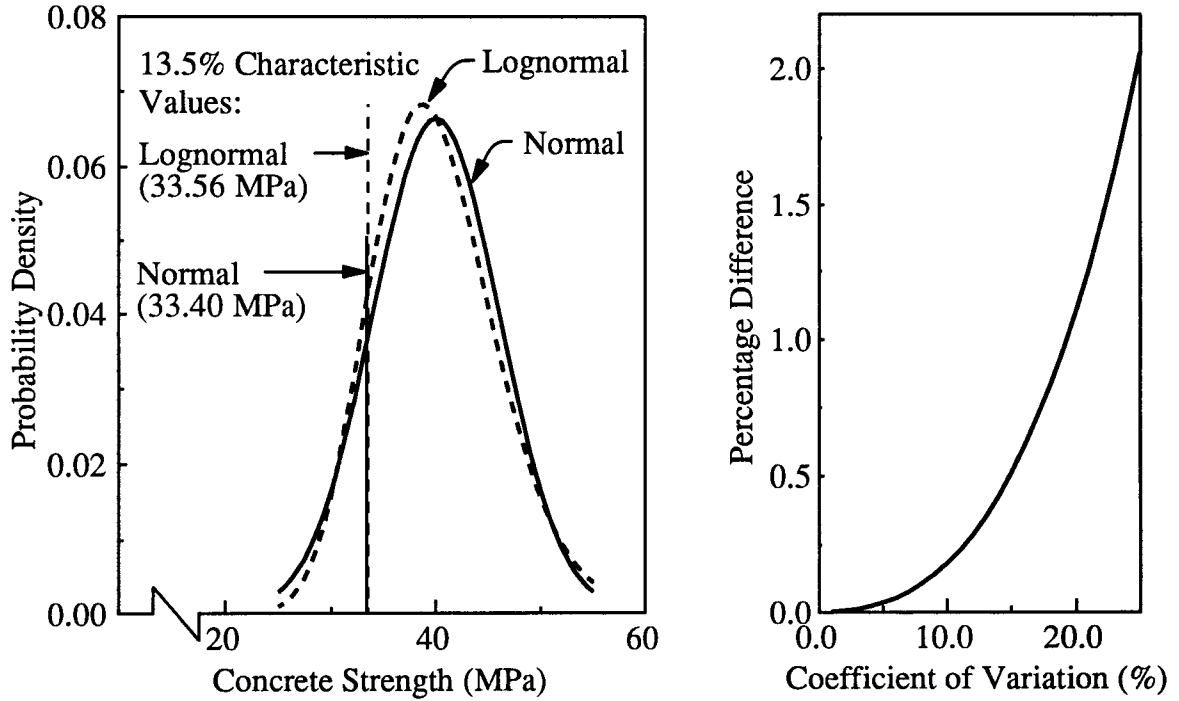 0.08
0.06
0.04
0.02
0.00
Probability Density
13.5% Characteristic
Values:
Lognormal
(33.56 MPa)
Normal
(33.40 MPa)
Lognormal
Normal
20
40
60
Concrete Strength (MPa)
2.0
1.5
1.0
0.5
0.0
Percentage Difference
0.0
10.0
20.0
Coefficient of Variation (%)